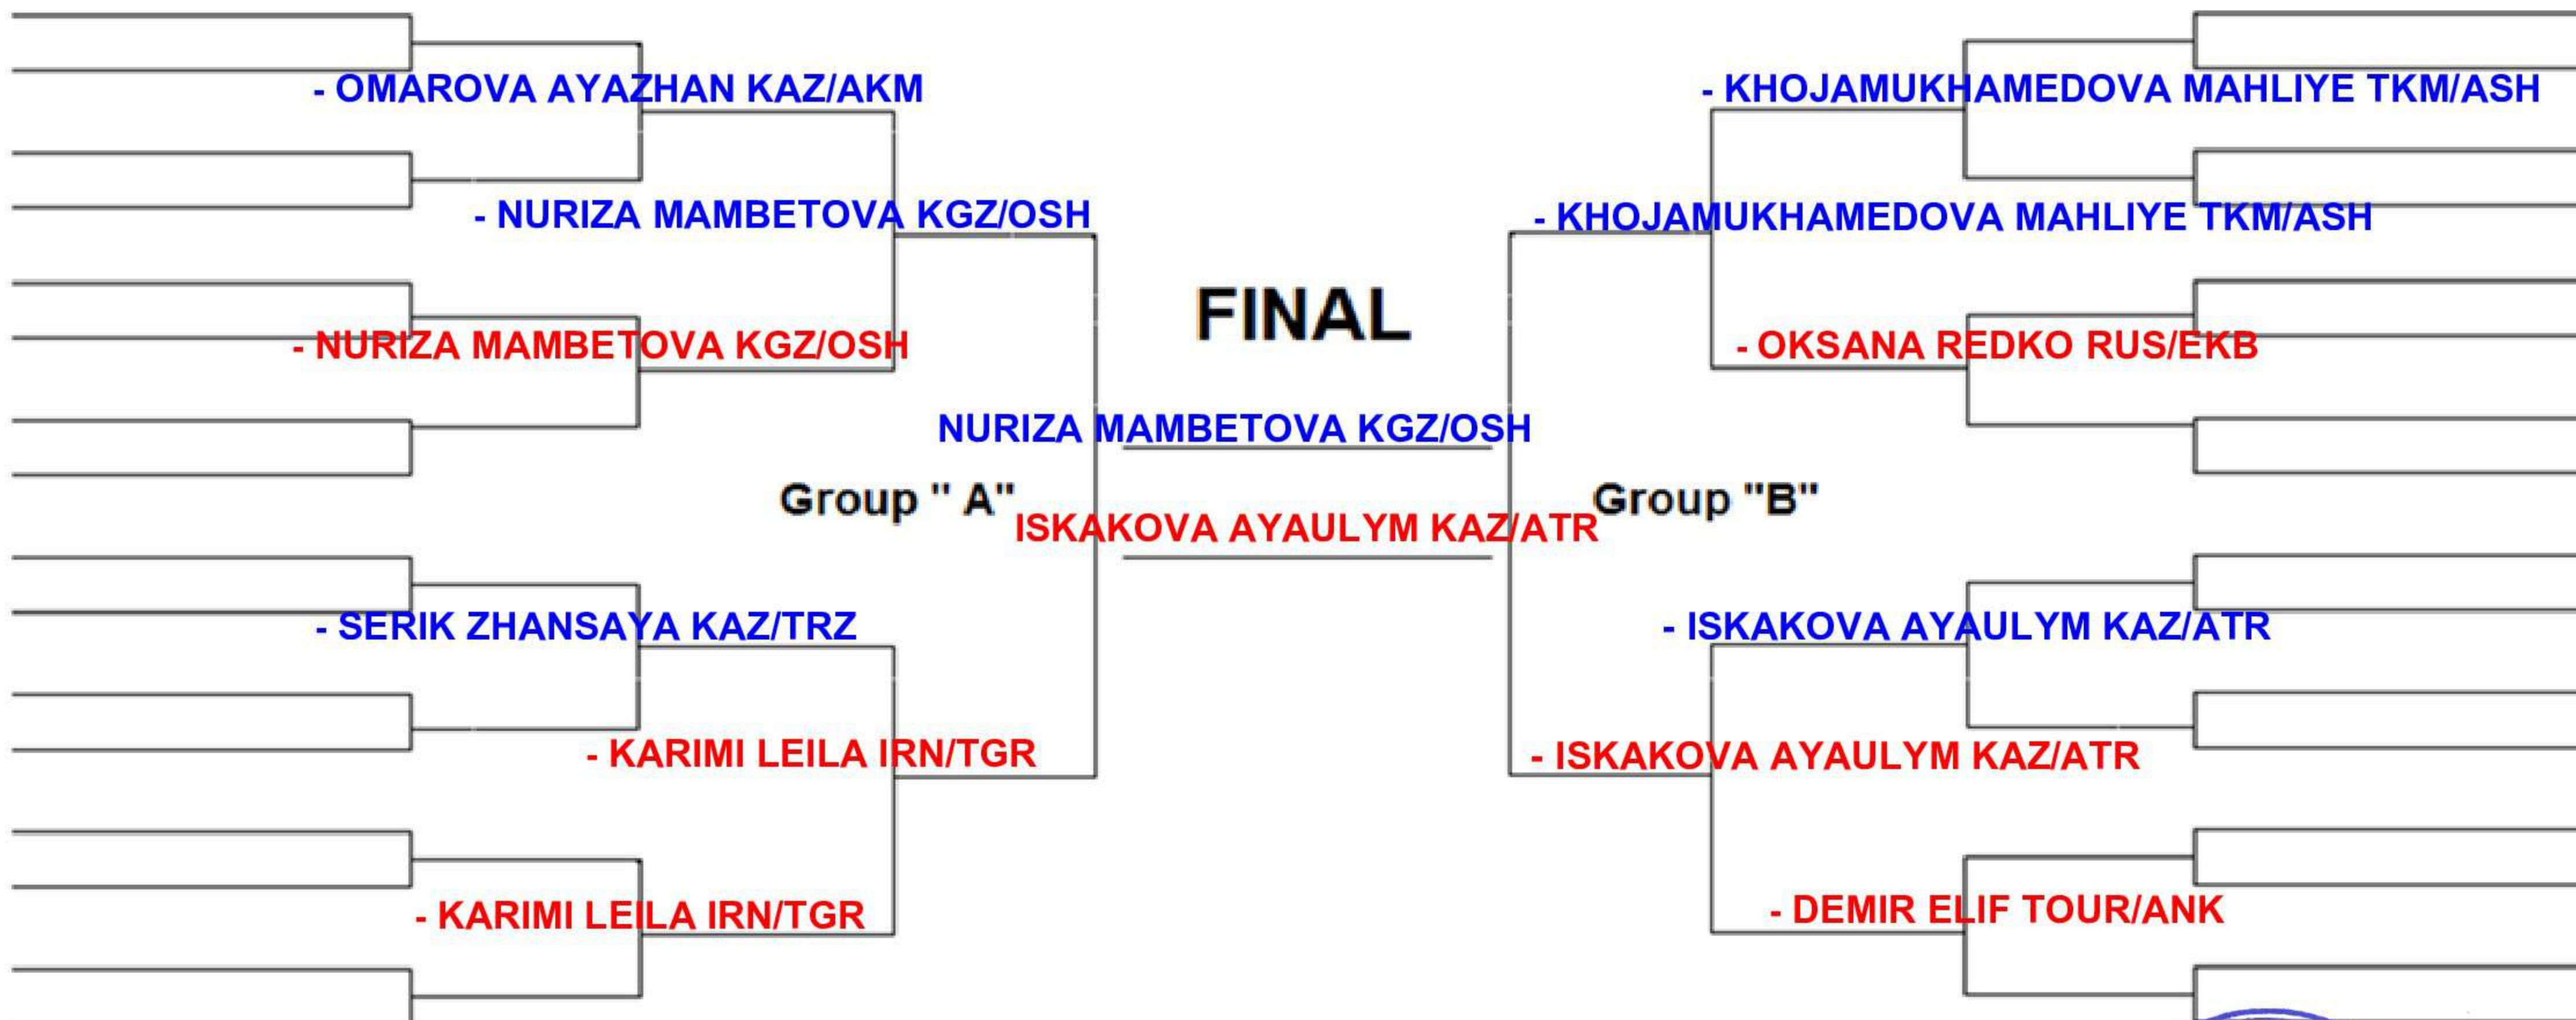 - OMAROVA AYAZHAN KAZ/AKM
- KHOJAMUKHAMEDOVA MAHLIYE TKM/ASH
- NURIZA MAMBETOVA KGZ/OSH
- KHOJAMUKHAMEDOVA MAHLIYE TKM/ASH
FINAL
- NURIZA MAMBETOVA KGZ/OSH
- OKSANA REDKO RUS/EKB
NURIZA MAMBETOVA KGZ/OSH
Group " A"
Group "B"
ISKAKOVA AYAULYM KAZ/ATR
- SERIK ZHANSAYA KAZ/TRZ
- ISKAKOVA AYAULYM KAZ/ATR
- KARIMI LEILA IRN/TGR
- ISKAKOVA AYAULYM KAZ/ATR
- KARIMI LEILA IRN/TGR
- DEMIR ELIF TOUR/ANK